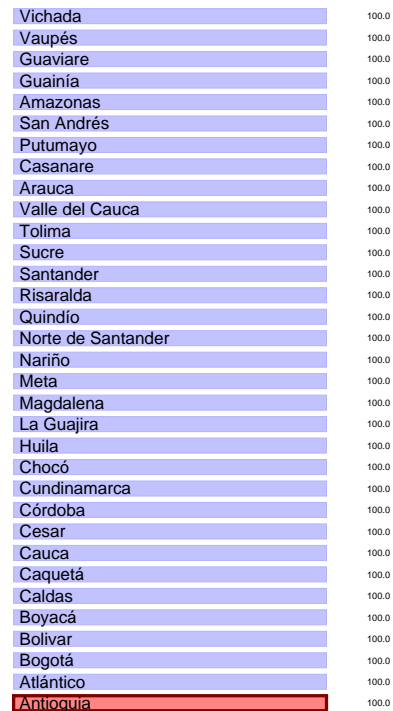 Vichada 100.0
Vaupés 100.0
Guaviare 100.0
Guainía 100.0
Amazonas 100.0
San Andrés 100.0
Putumayo 100.0
Casanare 100.0
Arauca 100.0
Valle del Cauca 100.0
Tolima 100.0
Sucre 100.0
Santander 100.0
Risaralda 100.0
Quindío 100.0
Norte de Santander 100.0
Nariño 100.0
Meta 100.0
Magdalena 100.0
La Guajira 100.0
Huila 100.0
Chocó 100.0
Cundinamarca 100.0
Córdoba 100.0
Cesar 100.0
Cauca 100.0
Caquetá 100.0
Caldas 100.0
Boyacá 100.0
Bolivar 100.0
Bogotá 100.0
Atlántico 100.0
Antioquia 100.0